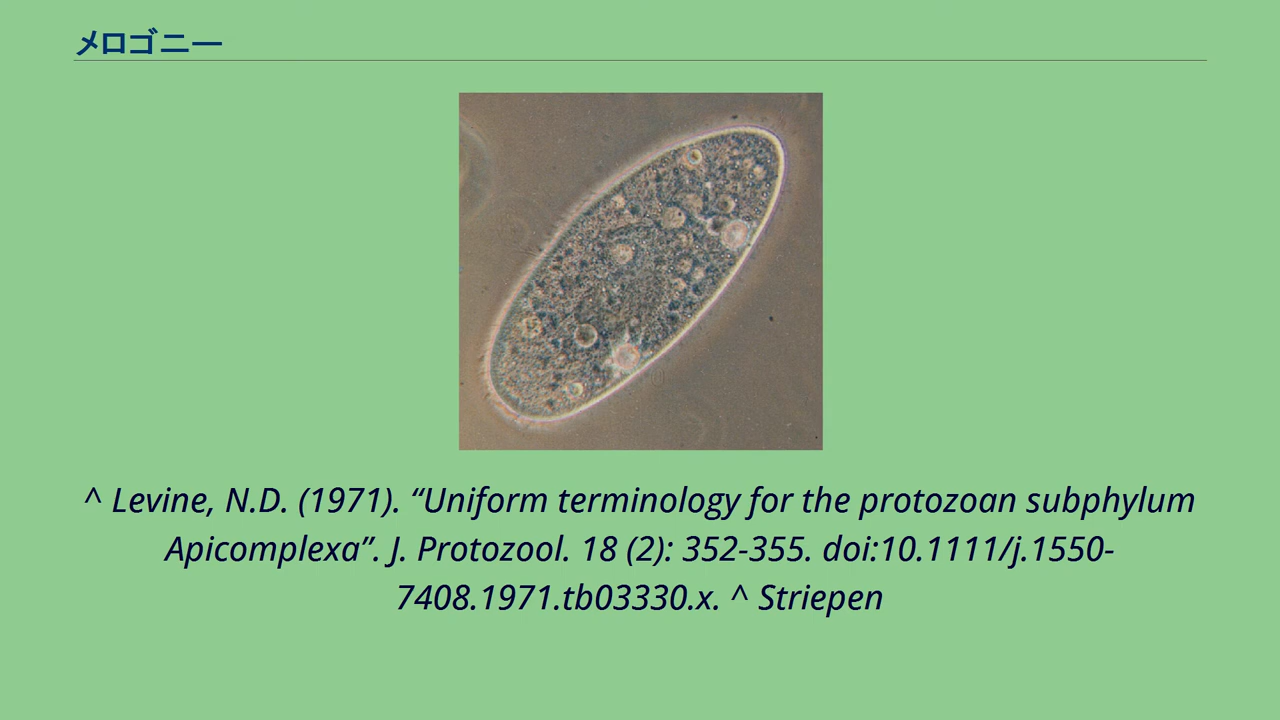 メロゴニー
^ Levine, N.D. (1971). “Uniform terminology for the protozoan subphylum
Apicomplexa”. J. Protozool. 18 (2): 352-355. doi:10.1111/j.1550-
7408.1971.tb03330.x. ^ Striepen